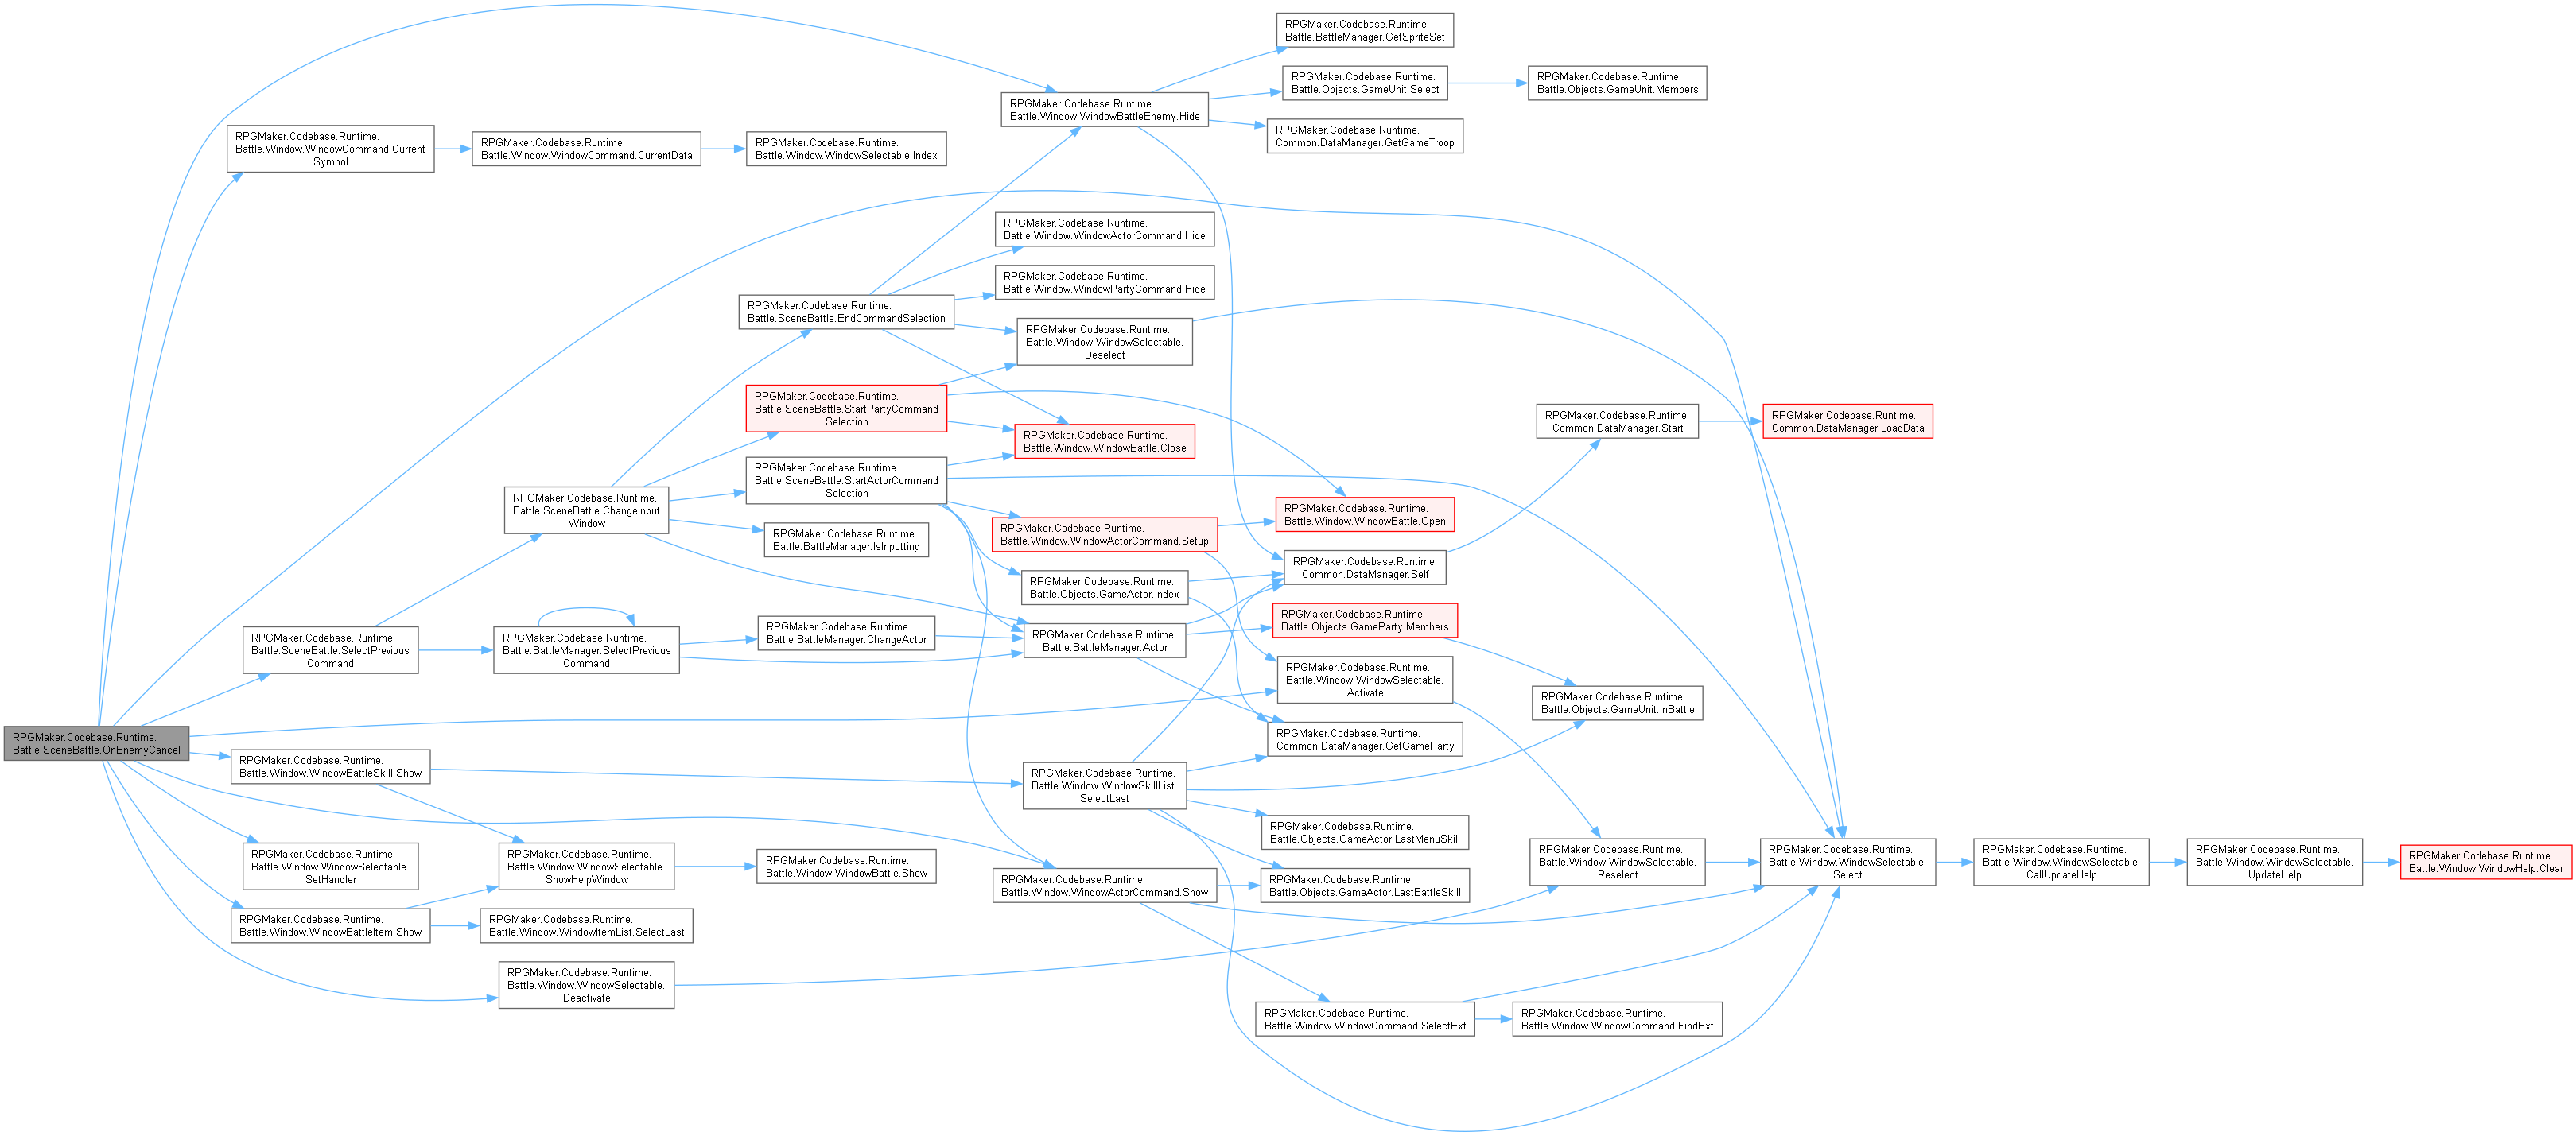 RPGMaker.Codebase.Runtime.
Battle.SceneBattle.OnEnemyCancel
RPGMaker.Codebase.Runtime.
Battle.Window.WindowCommand.Current
Symbol
RPGMaker.Codebase.Runtime.
Battle.Window.WindowCommand.CurrentData
RPGMaker.Codebase.Runtime.
Battle.Window.WindowSelectable.Index
RPGMaker.Codebase.Runtime.
Battle.Window.WindowBattleEnemy.Hide
RPGMaker.Codebase.Runtime.
Battle.BattleManager.GetSpriteSet
RPGMaker.Codebase.Runtime.
Battle.Objects.GameUnit.Select
RPGMaker.Codebase.Runtime.
Battle.Objects.GameUnit.Members
RPGMaker.Codebase.Runtime.
Common.DataManager.GetGameTroop
RPGMaker.Codebase.Runtime.
Battle.Window.WindowActorCommand.Hide
RPGMaker.Codebase.Runtime.
Battle.Window.WindowPartyCommand.Hide
RPGMaker.Codebase.Runtime.
Battle.SceneBattle.EndCommandSelection
RPGMaker.Codebase.Runtime.
Battle.Window.WindowSelectable.
Deselect
RPGMaker.Codebase.Runtime.
Battle.SceneBattle.StartPartyCommand
Selection
RPGMaker.Codebase.Runtime.
Battle.Window.WindowBattle.Close
RPGMaker.Codebase.Runtime.
Common.DataManager.Start
RPGMaker.Codebase.Runtime.
Common.DataManager.LoadData
RPGMaker.Codebase.Runtime.
Battle.SceneBattle.StartActorCommand
Selection
RPGMaker.Codebase.Runtime.
Battle.SceneBattle.ChangeInput
Window
RPGMaker.Codebase.Runtime.
Battle.BattleManager.IsInputting
RPGMaker.Codebase.Runtime.
Battle.Window.WindowActorCommand.Setup
RPGMaker.Codebase.Runtime.
Battle.Window.WindowBattle.Open
RPGMaker.Codebase.Runtime.
Common.DataManager.Self
RPGMaker.Codebase.Runtime.
Battle.Objects.GameActor.Index
RPGMaker.Codebase.Runtime.
Battle.SceneBattle.SelectPrevious
Command
RPGMaker.Codebase.Runtime.
Battle.BattleManager.SelectPrevious
Command
RPGMaker.Codebase.Runtime.
Battle.BattleManager.ChangeActor
RPGMaker.Codebase.Runtime.
Battle.BattleManager.Actor
RPGMaker.Codebase.Runtime.
Battle.Objects.GameParty.Members
RPGMaker.Codebase.Runtime.
Battle.Window.WindowSelectable.
Activate
RPGMaker.Codebase.Runtime.
Battle.Objects.GameUnit.InBattle
RPGMaker.Codebase.Runtime.
Common.DataManager.GetGameParty
RPGMaker.Codebase.Runtime.
Battle.Window.WindowBattleSkill.Show
RPGMaker.Codebase.Runtime.
Battle.Window.WindowSkillList.
SelectLast
RPGMaker.Codebase.Runtime.
Battle.Objects.GameActor.LastMenuSkill
RPGMaker.Codebase.Runtime.
Battle.Window.WindowSelectable.
SetHandler
RPGMaker.Codebase.Runtime.
Battle.Window.WindowSelectable.
ShowHelpWindow
RPGMaker.Codebase.Runtime.
Battle.Window.WindowBattle.Show
RPGMaker.Codebase.Runtime.
Battle.Window.WindowActorCommand.Show
RPGMaker.Codebase.Runtime.
Battle.Objects.GameActor.LastBattleSkill
RPGMaker.Codebase.Runtime.
Battle.Window.WindowSelectable.
Reselect
RPGMaker.Codebase.Runtime.
Battle.Window.WindowSelectable.
Select
RPGMaker.Codebase.Runtime.
Battle.Window.WindowSelectable.
CallUpdateHelp
RPGMaker.Codebase.Runtime.
Battle.Window.WindowSelectable.
UpdateHelp
RPGMaker.Codebase.Runtime.
Battle.Window.WindowHelp.Clear
RPGMaker.Codebase.Runtime.
Battle.Window.WindowBattleItem.Show
RPGMaker.Codebase.Runtime.
Battle.Window.WindowItemList.SelectLast
RPGMaker.Codebase.Runtime.
Battle.Window.WindowSelectable.
Deactivate
RPGMaker.Codebase.Runtime.
Battle.Window.WindowCommand.SelectExt
RPGMaker.Codebase.Runtime.
Battle.Window.WindowCommand.FindExt